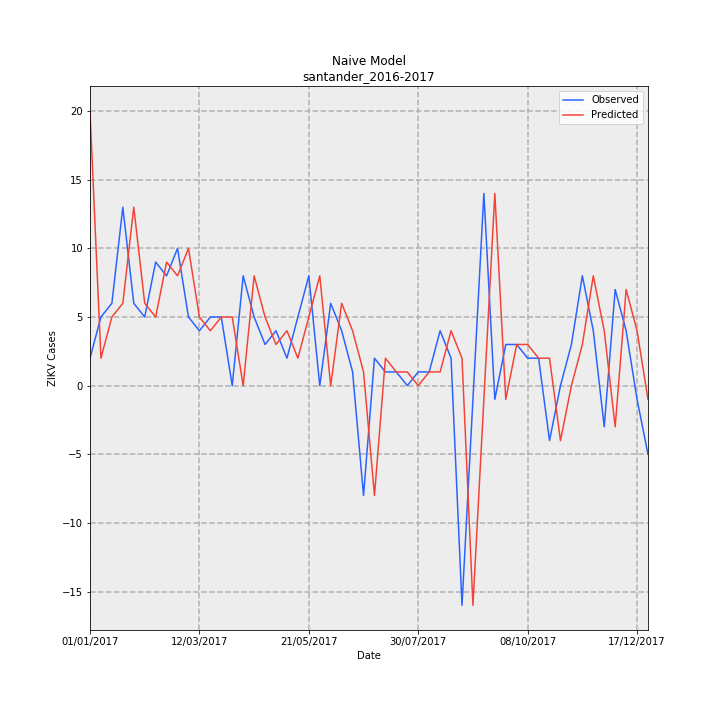 Naive Model
santander_2016-2017
Observed
Predicted
20
15
10
5
0
−5
−10
−15
ZIKV Cases
01/01/2017 12/03/2017 21/05/2017 30/07/2017 08/10/2017 17/12/2017
Date